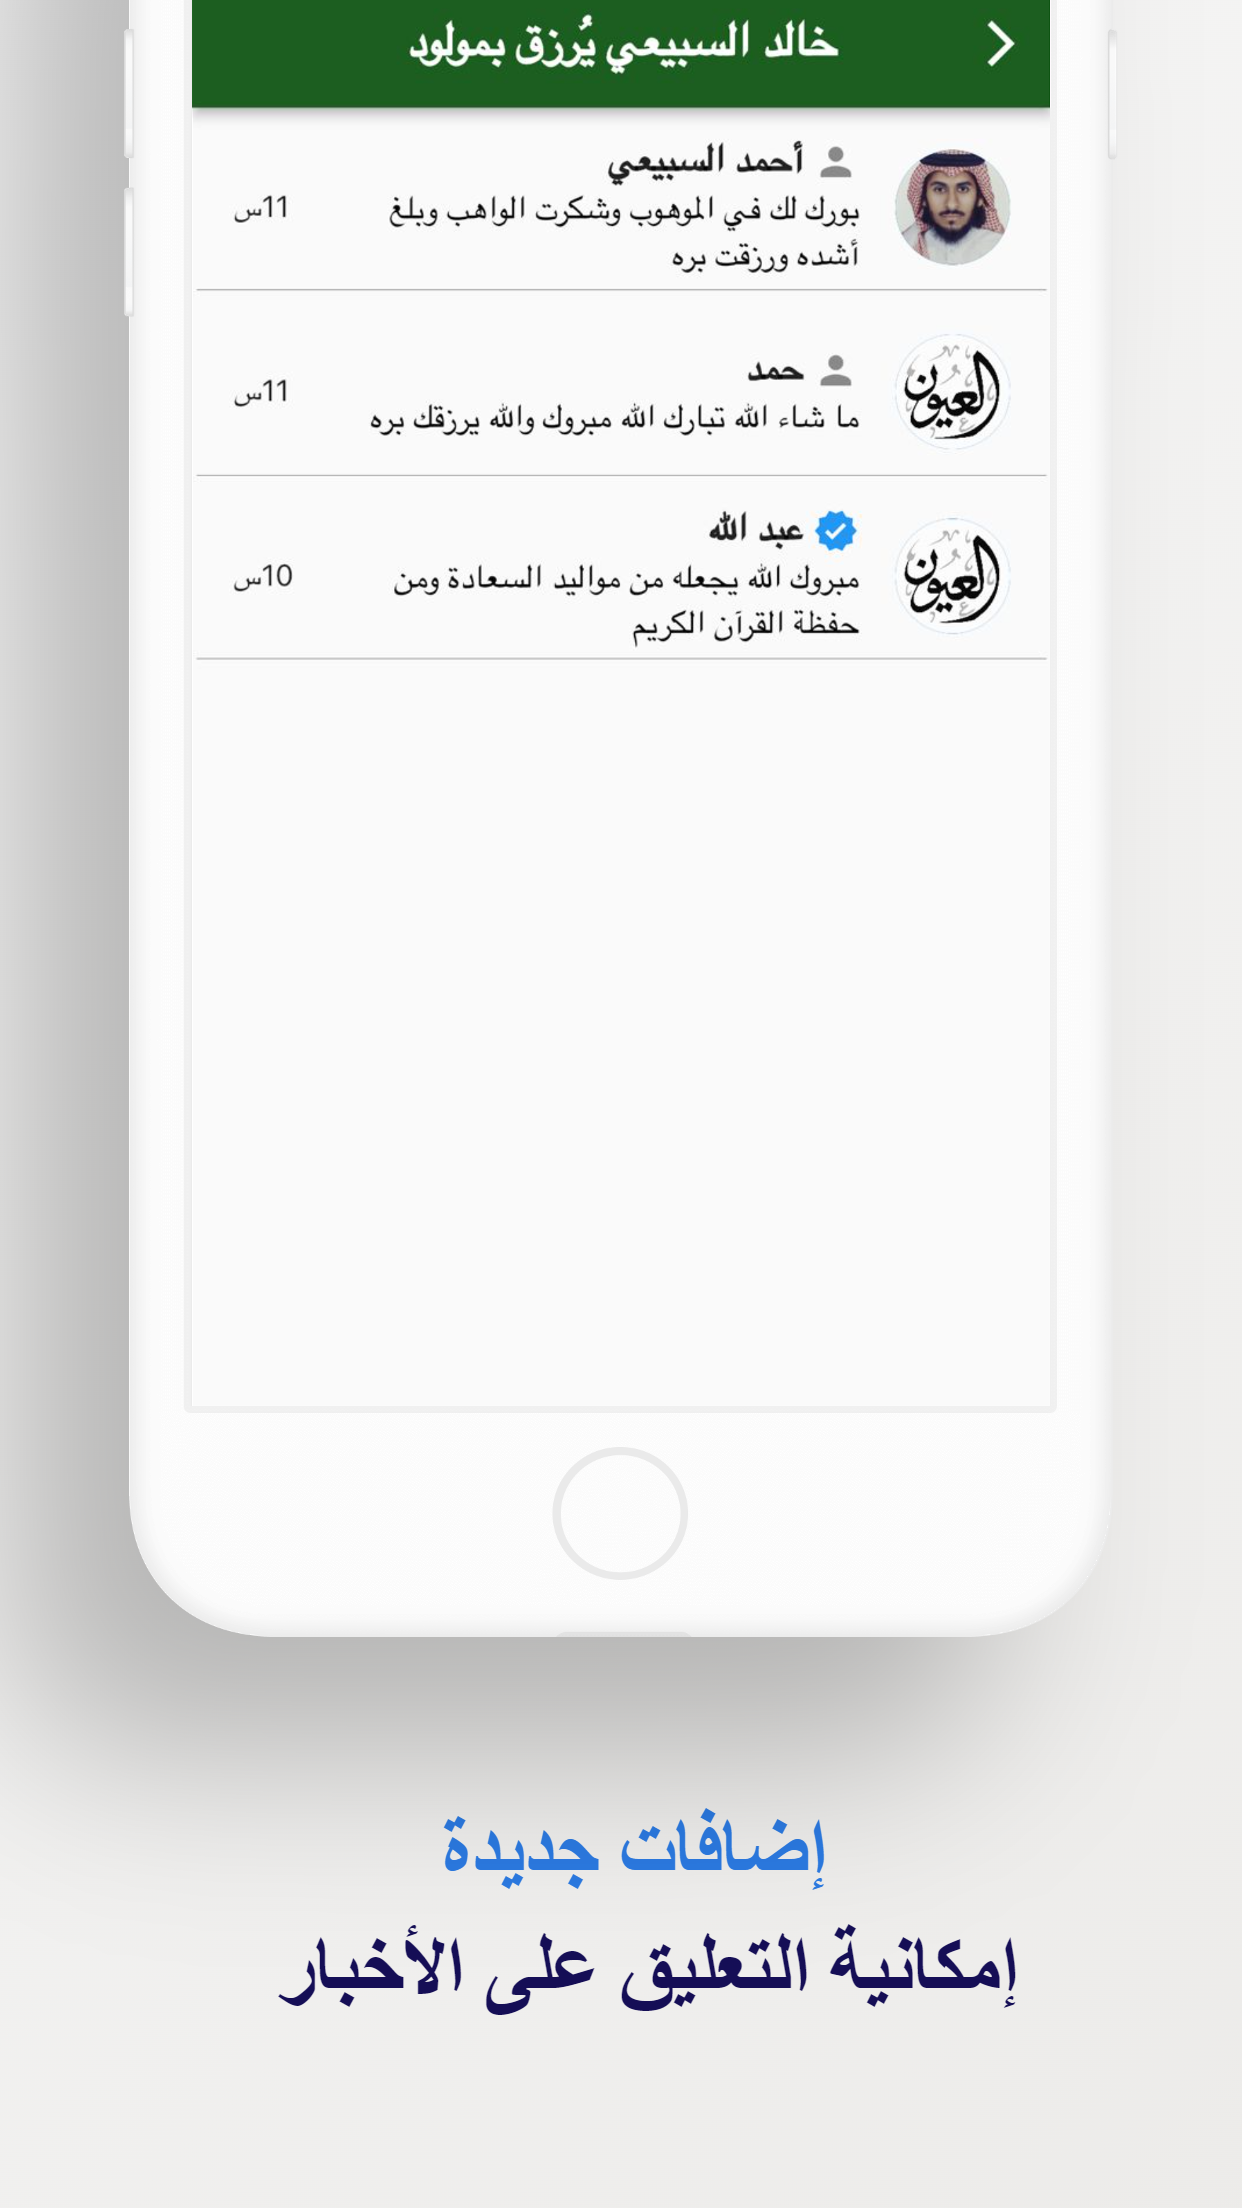 خالد السبيعي يُرزق بمولود
أحمد السبيعي
بورك لك في الموهوب وشكرت الواهب وبلغ
أشده ورزقت بره
11س
العيون
حمد
ما شاء الله تبارك الله مبروك والله يرزقك بره
11س
العيون
عبد الله
مبروك الله يجعله من مواليد السعادة ومن
حفظة القرآن الكريم
10س
إضافات جديدة
إمكانية التعليق على الأخبار